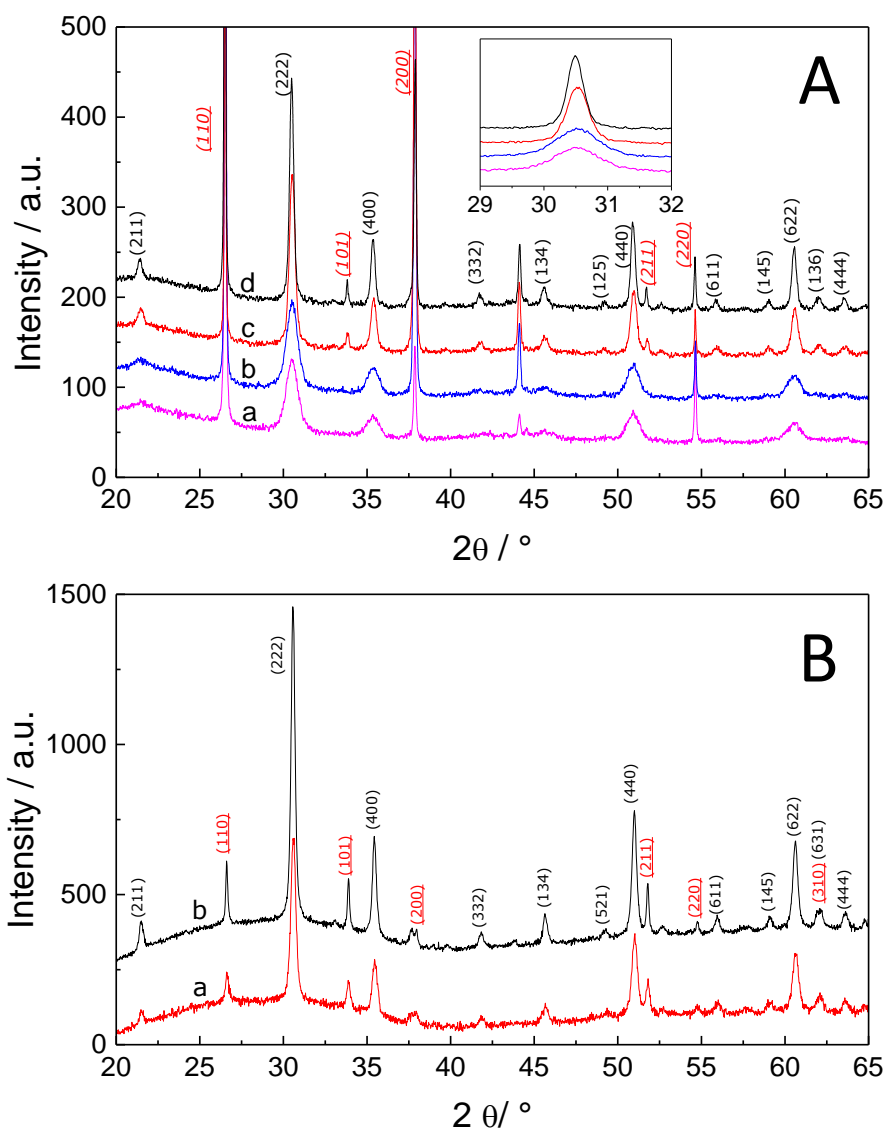 A
500
400
300
200
100
0
Intensity / a.u.
(211)
(110)
(222)
(101)
(400)
(200)
(332)
(134)
(125)
(440)
(211)
(220)
(611)
(145)
(622)
(136)
(444)
29 30 31 32
d
c
b
a
20 25 30 35 40 45 50 55 60 65
2θ / °
B
1500
1000
500
0
Intensity / a.u.
(211)
(110)
(222)
(101)
(400)
(200)
(332)
(134)
(521)
(440)
(211)
(220)
(611)
(145)
(622)
(310) (631)
(444)
b
a
20 25 30 35 40 45 50 55 60 65
2 θ/ °